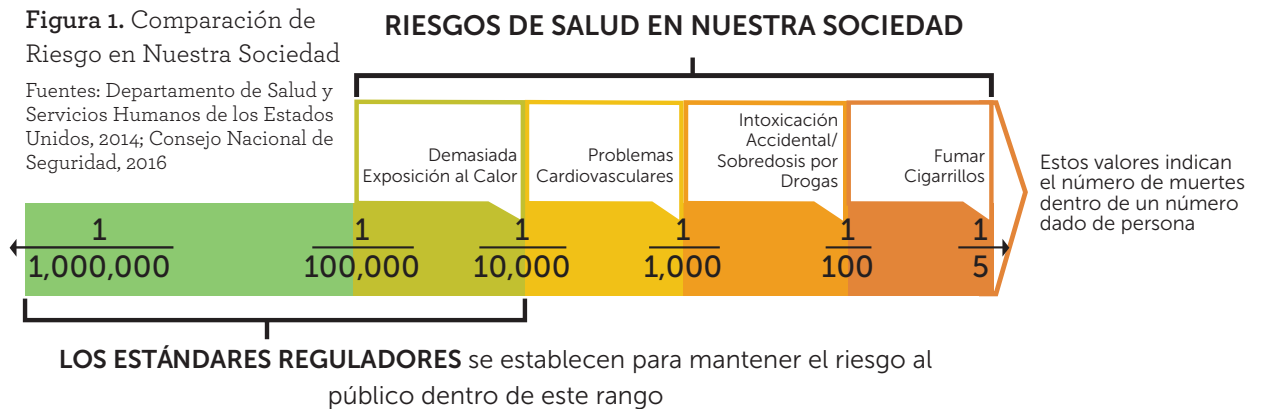 Figura 1. Comparación de
Riesgo en Nuestra Sociedad
Fuentes: Departamento de Salud y
Servicios Humanos de los Estados
Unidos, 2014; Consejo Nacional de
Seguridad, 2016
RIESGOS DE SALUD EN NUESTRA SOCIEDAD
Demasiada
Exposición al Calor
Problemas
Cardiovasculares
Intoxicación
Accidental/
Sobredosis por
Drogas
Fumar
Cigarrillos
Estos valores indican
el número de muertes
dentro de un número
dado de persona
1
1,000,000
1
100,000
1
10,000
1
1,000
1
100
1
5
LOS ESTÁNDARES REGULADORES se establecen para mantener el riesgo al
público dentro de este rango